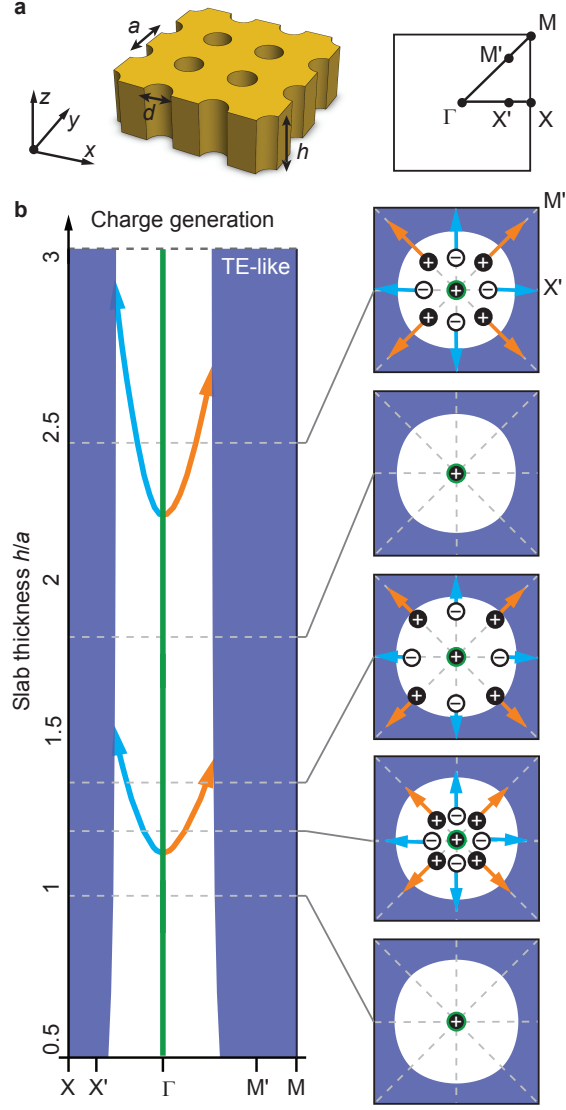 a
a
d
h
z
y
x
M
M'
Γ
X'
X
b
Charge generation
TE-like
M'
X'
3
2.5
2
1.5
1
0.5
Slab thickness h/a
X
X'
Γ
M'
M
+
−
+
−
+
−
+
−
+
+
−
+
−
+
−
+
−
+
+
−
+
−
+
−
+
−
+
+
+